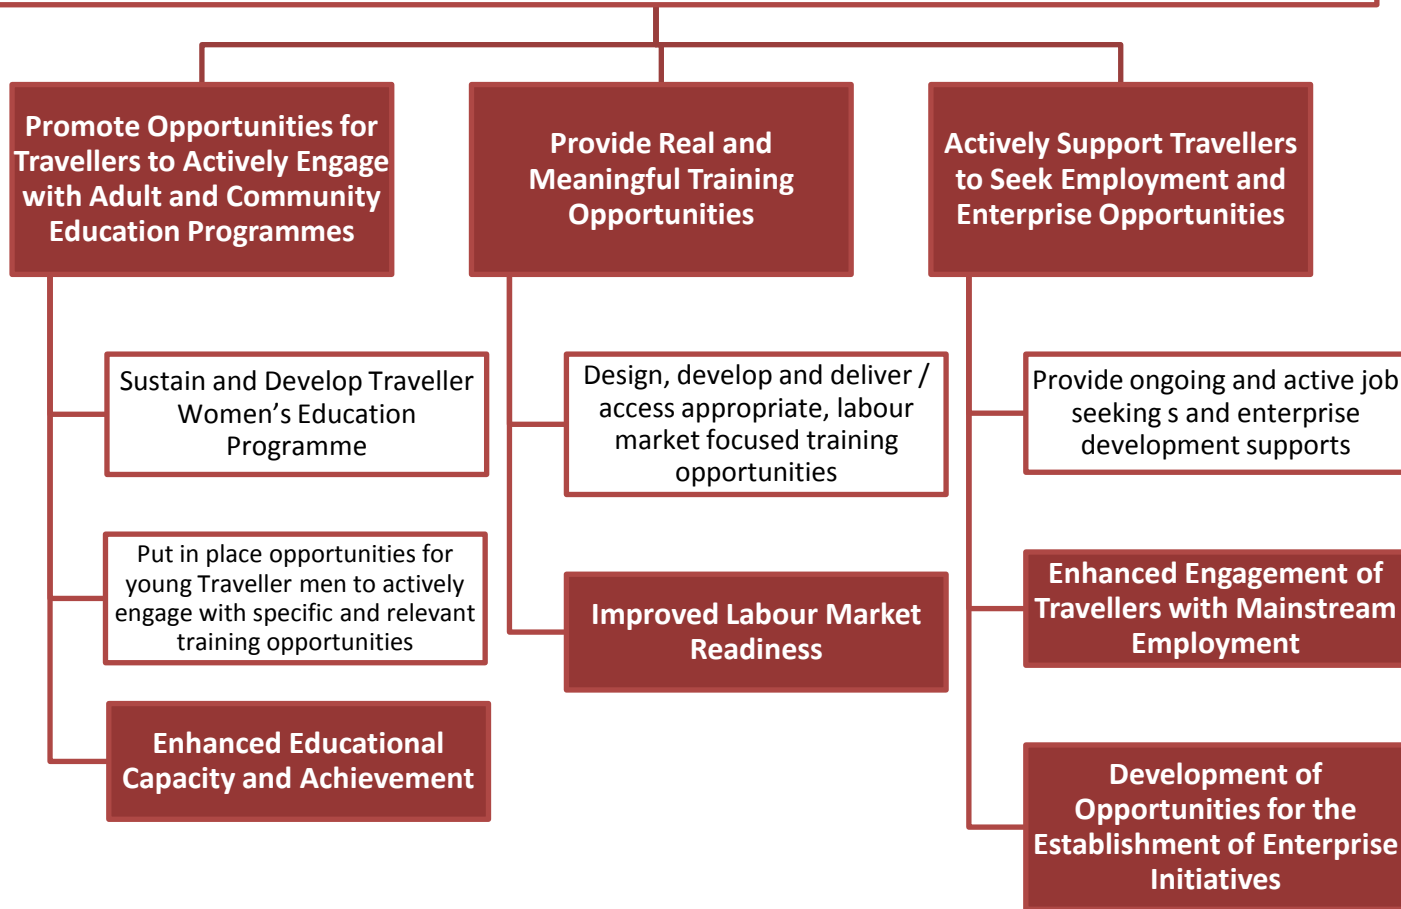 Promote Opportunities for
Travellers to Actively Engage
with Adult and Community
Education Programmes
Sustain and Develop Traveller
Women’s Education
Programme
Put in place opportunities for
young Traveller men to actively
engage with specific and relevant
training opportunities
Enhanced Educational
Capacity and Achievement
Provide Real and
Meaningful Training
Opportunities
Design, develop and deliver /
access appropriate, labour
market focused training
opportunities
Improved Labour Market
Readiness
Actively Support Travellers
to Seek Employment and
Enterprise Opportunities
Provide ongoing and active job
seeking s and enterprise
development supports
Enhanced Engagement of
Travellers with Mainstream
Employment
Development of
Opportunities for the
Establishment of Enterprise
Initiatives